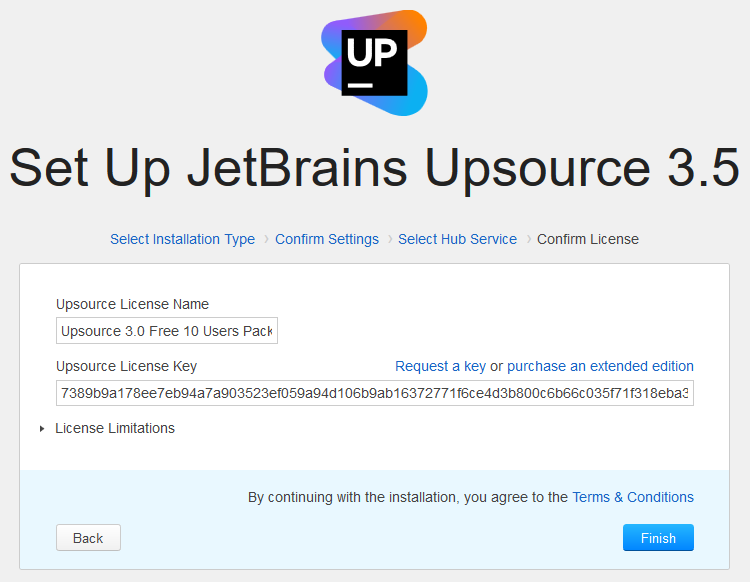 UP
Set Up JetBrains Upsource 3.5
Select Installation Type › Confirm Settings › Select Hub Service › Confirm License
Upsource License Name
Upsource 3.0 Free 10 Users Pack
Upsource License Key Request a key or purchase an extended edition
7389b9a178ee7eb94a7a903523ef059a94d106b9ab16372771f6ce4d3b800c6b66c035f71f318eba3
License Limitations
By continuing with the installation, you agree to the Terms & Conditions
Back Finish